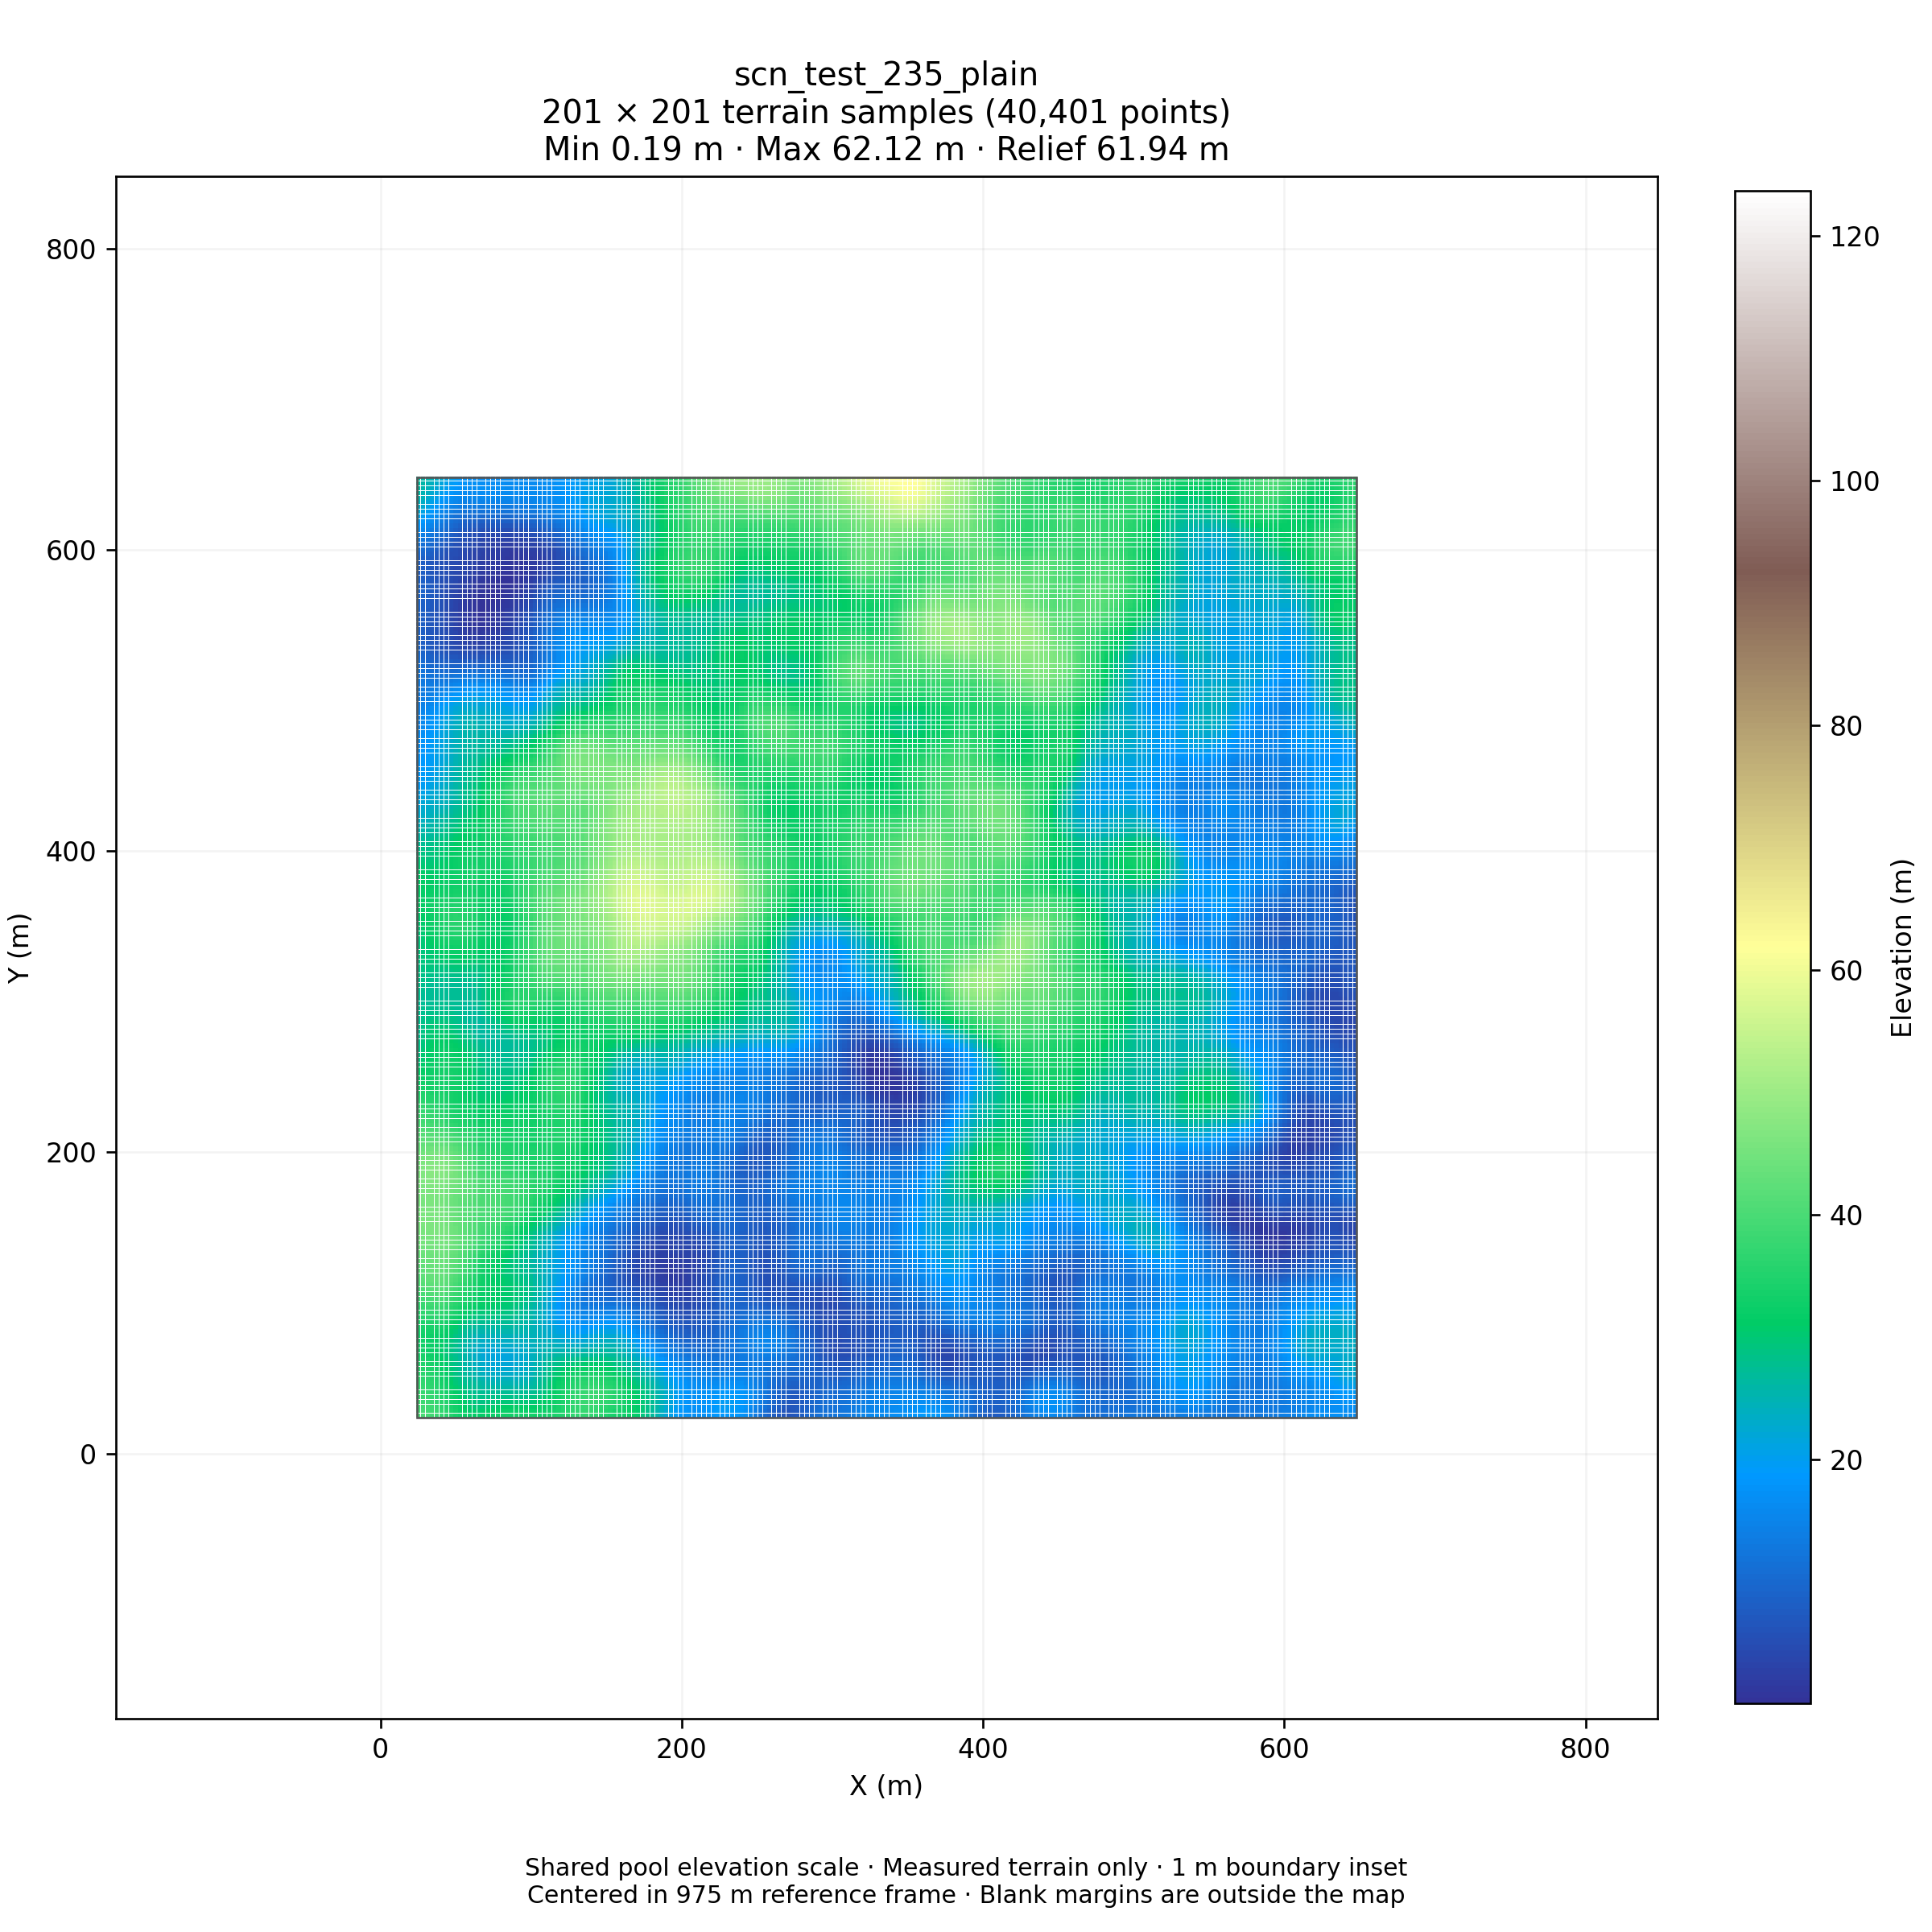 scn_test_235_plain
201 × 201 terrain samples (40,401 points)
Min 0.19 m · Max 62.12 m · Relief 61.94 m
800
600
400
200
0
Y (m)
0
200
400
600
800
X (m)
120
100
80
60
40
20
Elevation (m)
Shared pool elevation scale · Measured terrain only · 1 m boundary inset
Centered in 975 m reference frame · Blank margins are outside the map